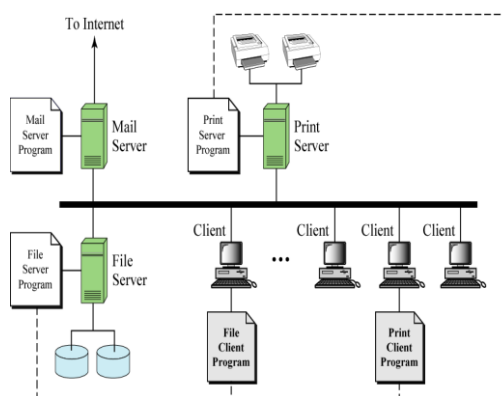 To Internet
Mail
Server
Program
Mail
Server
Print
Server
Program
Print
Server
File
Server
Program
File
Server
Client
Client
Client
Client
...
File
Client
Program
Print
Client
Program